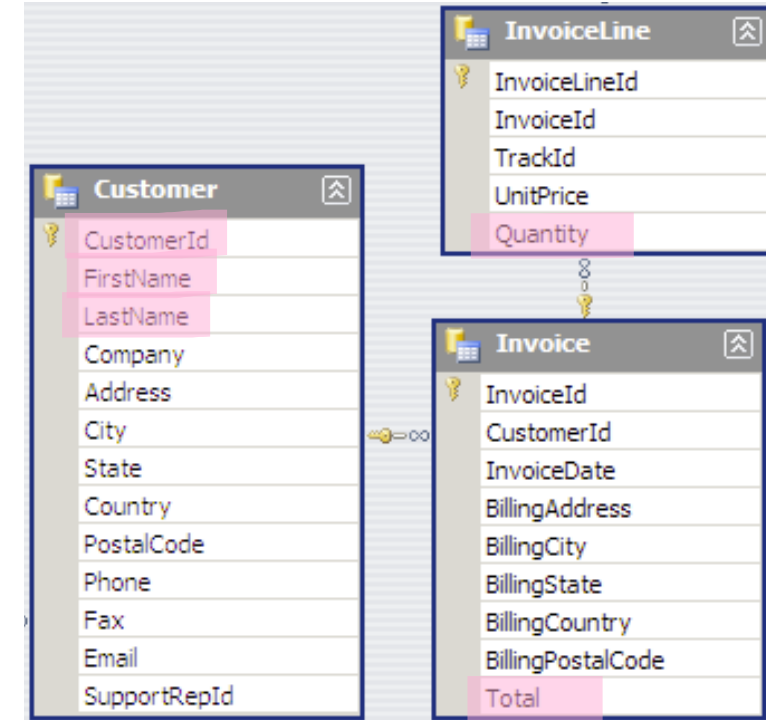 InvoiceLine
InvoiceLineId
InvoiceId
TrackId
UnitPrice
Quantity
Customer
CustomerId
FirstName
LastName
Company
Address
City
State
Country
PostalCode
Phone
Fax
Email
SupportRepId
Invoice
InvoiceId
CustomerId
InvoiceDate
BillingAddress
BillingCity
BillingState
BillingCountry
BillingPostalCode
Total